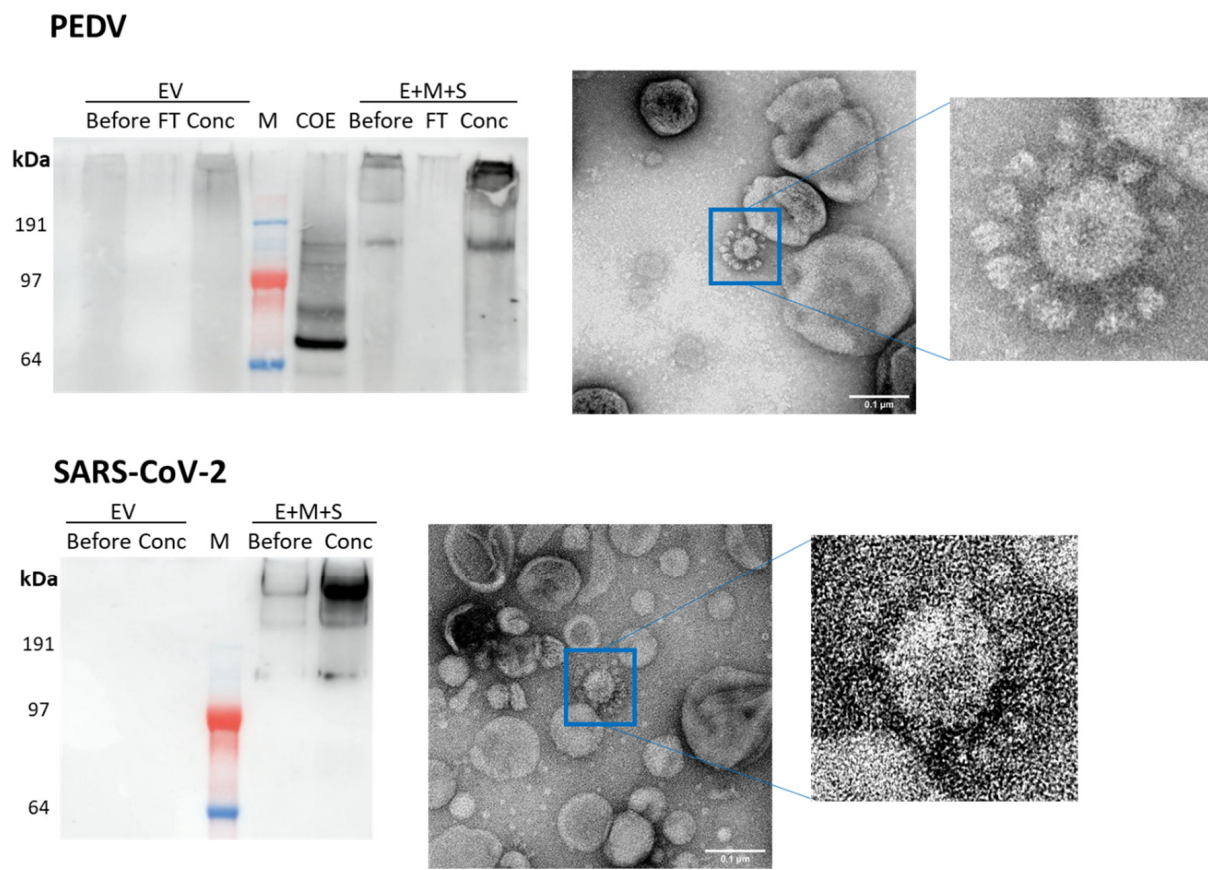 PEDV
EV E+M+S
Before FT Conc M COE Before FT Conc
kDa
191
97
64
0.1 µm
SARS-CoV-2
EV E+M+S
Before Conc M Before Conc
kDa
191
97
64
0.1 µm